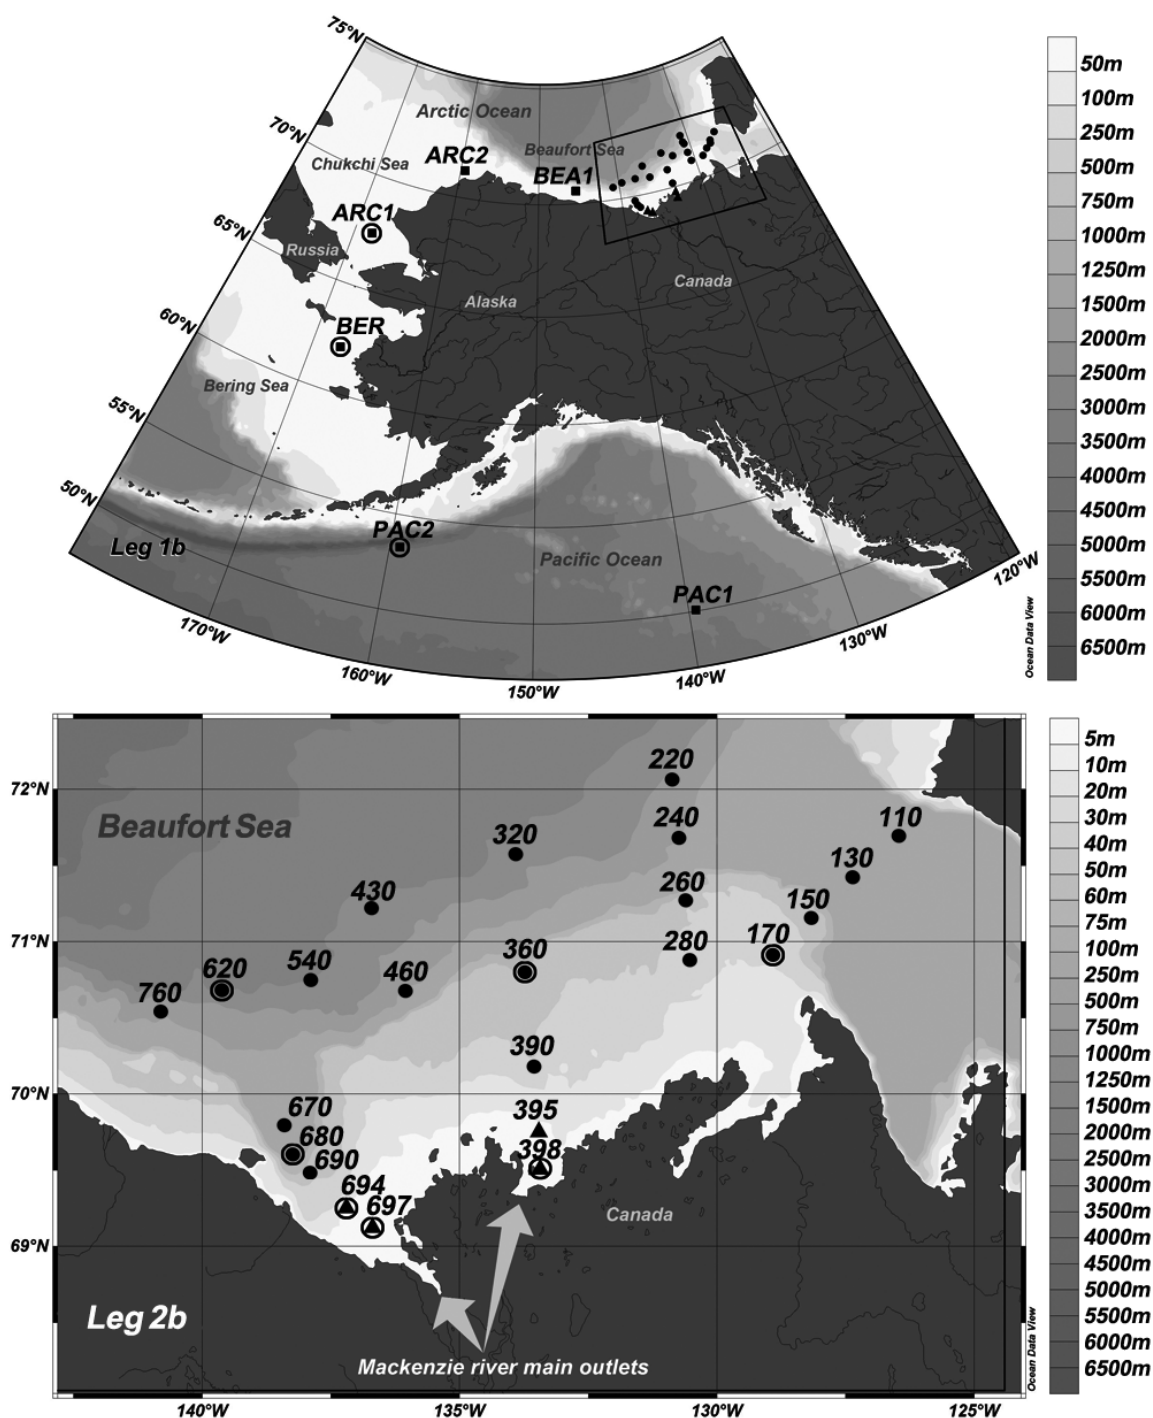 75°N
70°N
65°N
60°N
55°N
50°N
Arctic Ocean
Chukchi Sea
ARC2
Beaufort Sea
BEA1
ARC1
Russia
Canada
Alaska
BER
Bering Sea
PAC2
Leg 1b
Pacific Ocean
PAC1
120°W
130°W
140°W
150°W
160°W
170°W
Ocean Data View
50m
100m
250m
500m
750m
1000m
1250m
1500m
2000m
2500m
3000m
3500m
4000m
4500m
5000m
5500m
6000m
6500m
72°N
71°N
70°N
69°N
Beaufort Sea
220
240
320
110
130
430
260
150
170
280
360
540
460
620
760
390
670
395
680
398
690
694
697
Canada
Leg 2b
Mackenzie river main outlets
Ocean Data View
140°W
135°W
130°W
125°W
5m
10m
20m
30m
40m
50m
60m
75m
100m
250m
500m
750m
1000m
1250m
1500m
2000m
2500m
3000m
3500m
4000m
4500m
5000m
5500m
6000m
6500m